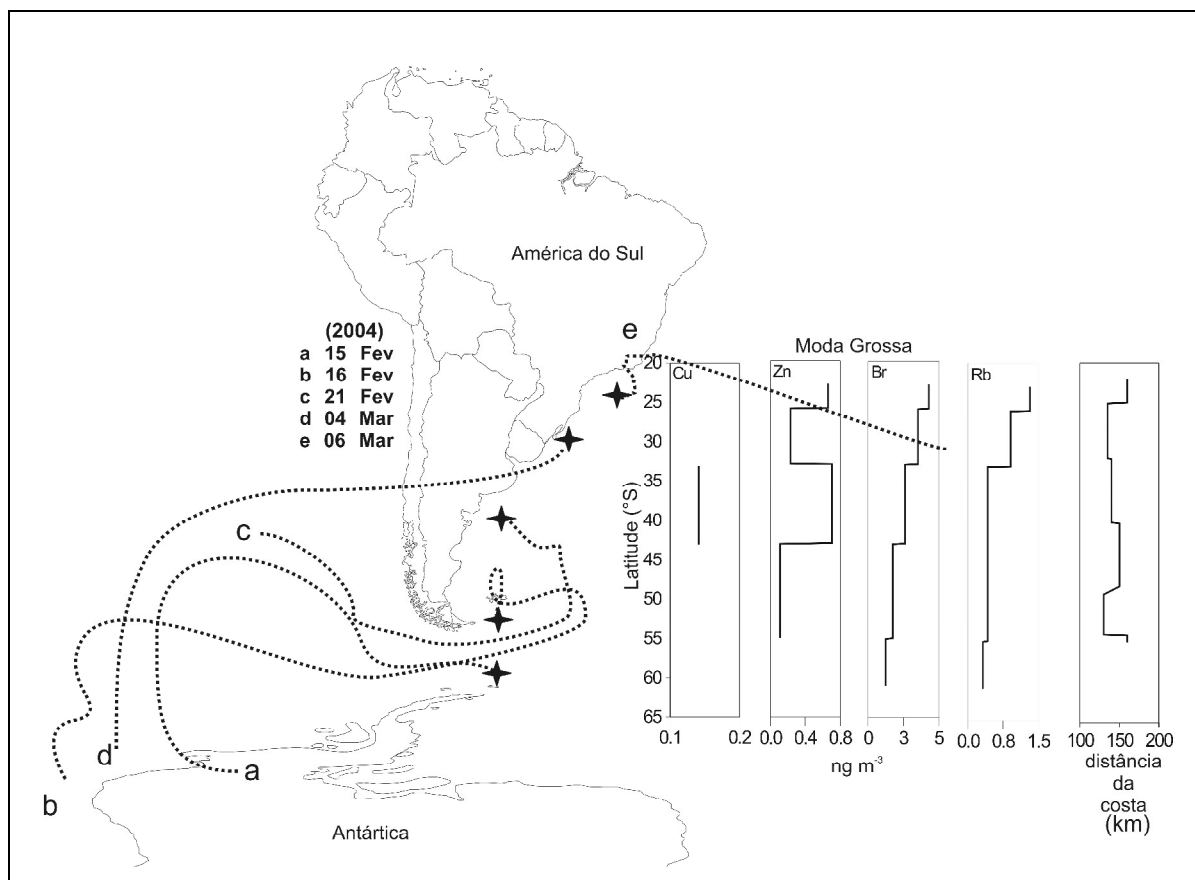 América do Sul
(2004)
a 15 Fev
b 16 Fev
c 21 Fev
d 04 Mar
e 06 Mar
e
c
d
a
b
Antártica
Moda Grossa
Cu
Zn
Br
Rb
Latitude (°S)
20
25
30
35
40
45
50
55
60
65
0.1 0.2
0.0 0.4 0.8
0 3 5
0.0 1.5
100 150 200
ng m-3
distância
da
costa
(km)